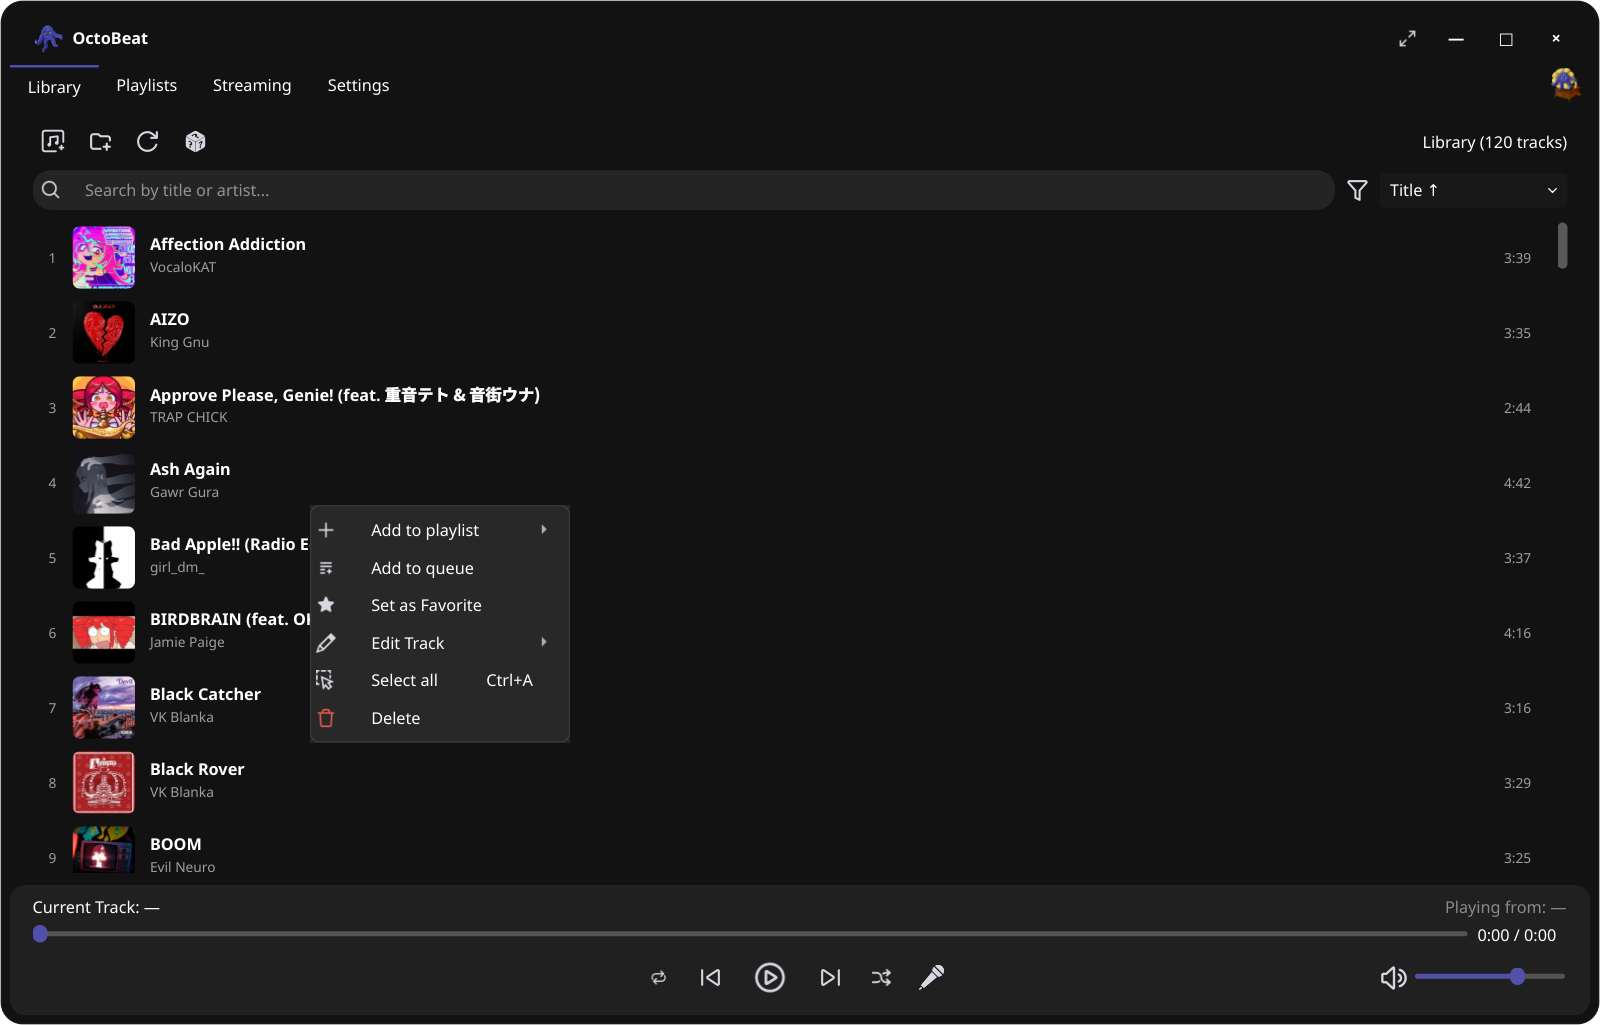 OctoBeat
Library
Playlists
Streaming
Settings
Library (120 tracks)
Search by title or artist...
Title ↑
1
Affection Addiction
VocaloKAT
3:39
2
AIZO
King Gnu
3:35
3
Approve Please, Genie! (feat. 重音テト & 音街ウナ)
TRAP CHICK
2:44
4
Ash Again
Gawr Gura
4:42
5
Bad Apple!! (Radio E
girl_dm_
3:37
6
BIRDBRAIN (feat.
Jamie Paige
4:16
7
Black Catcher
VK Blanka
3:16
8
Black Rover
VK Blanka
3:29
9
BOOM
Evil Neuro
3:25
Add to playlist
Add to queue
Set as Favorite
Edit Track
Select all Ctrl+A
Delete
Current Track: —
Playing from: —
0:00 / 0:00